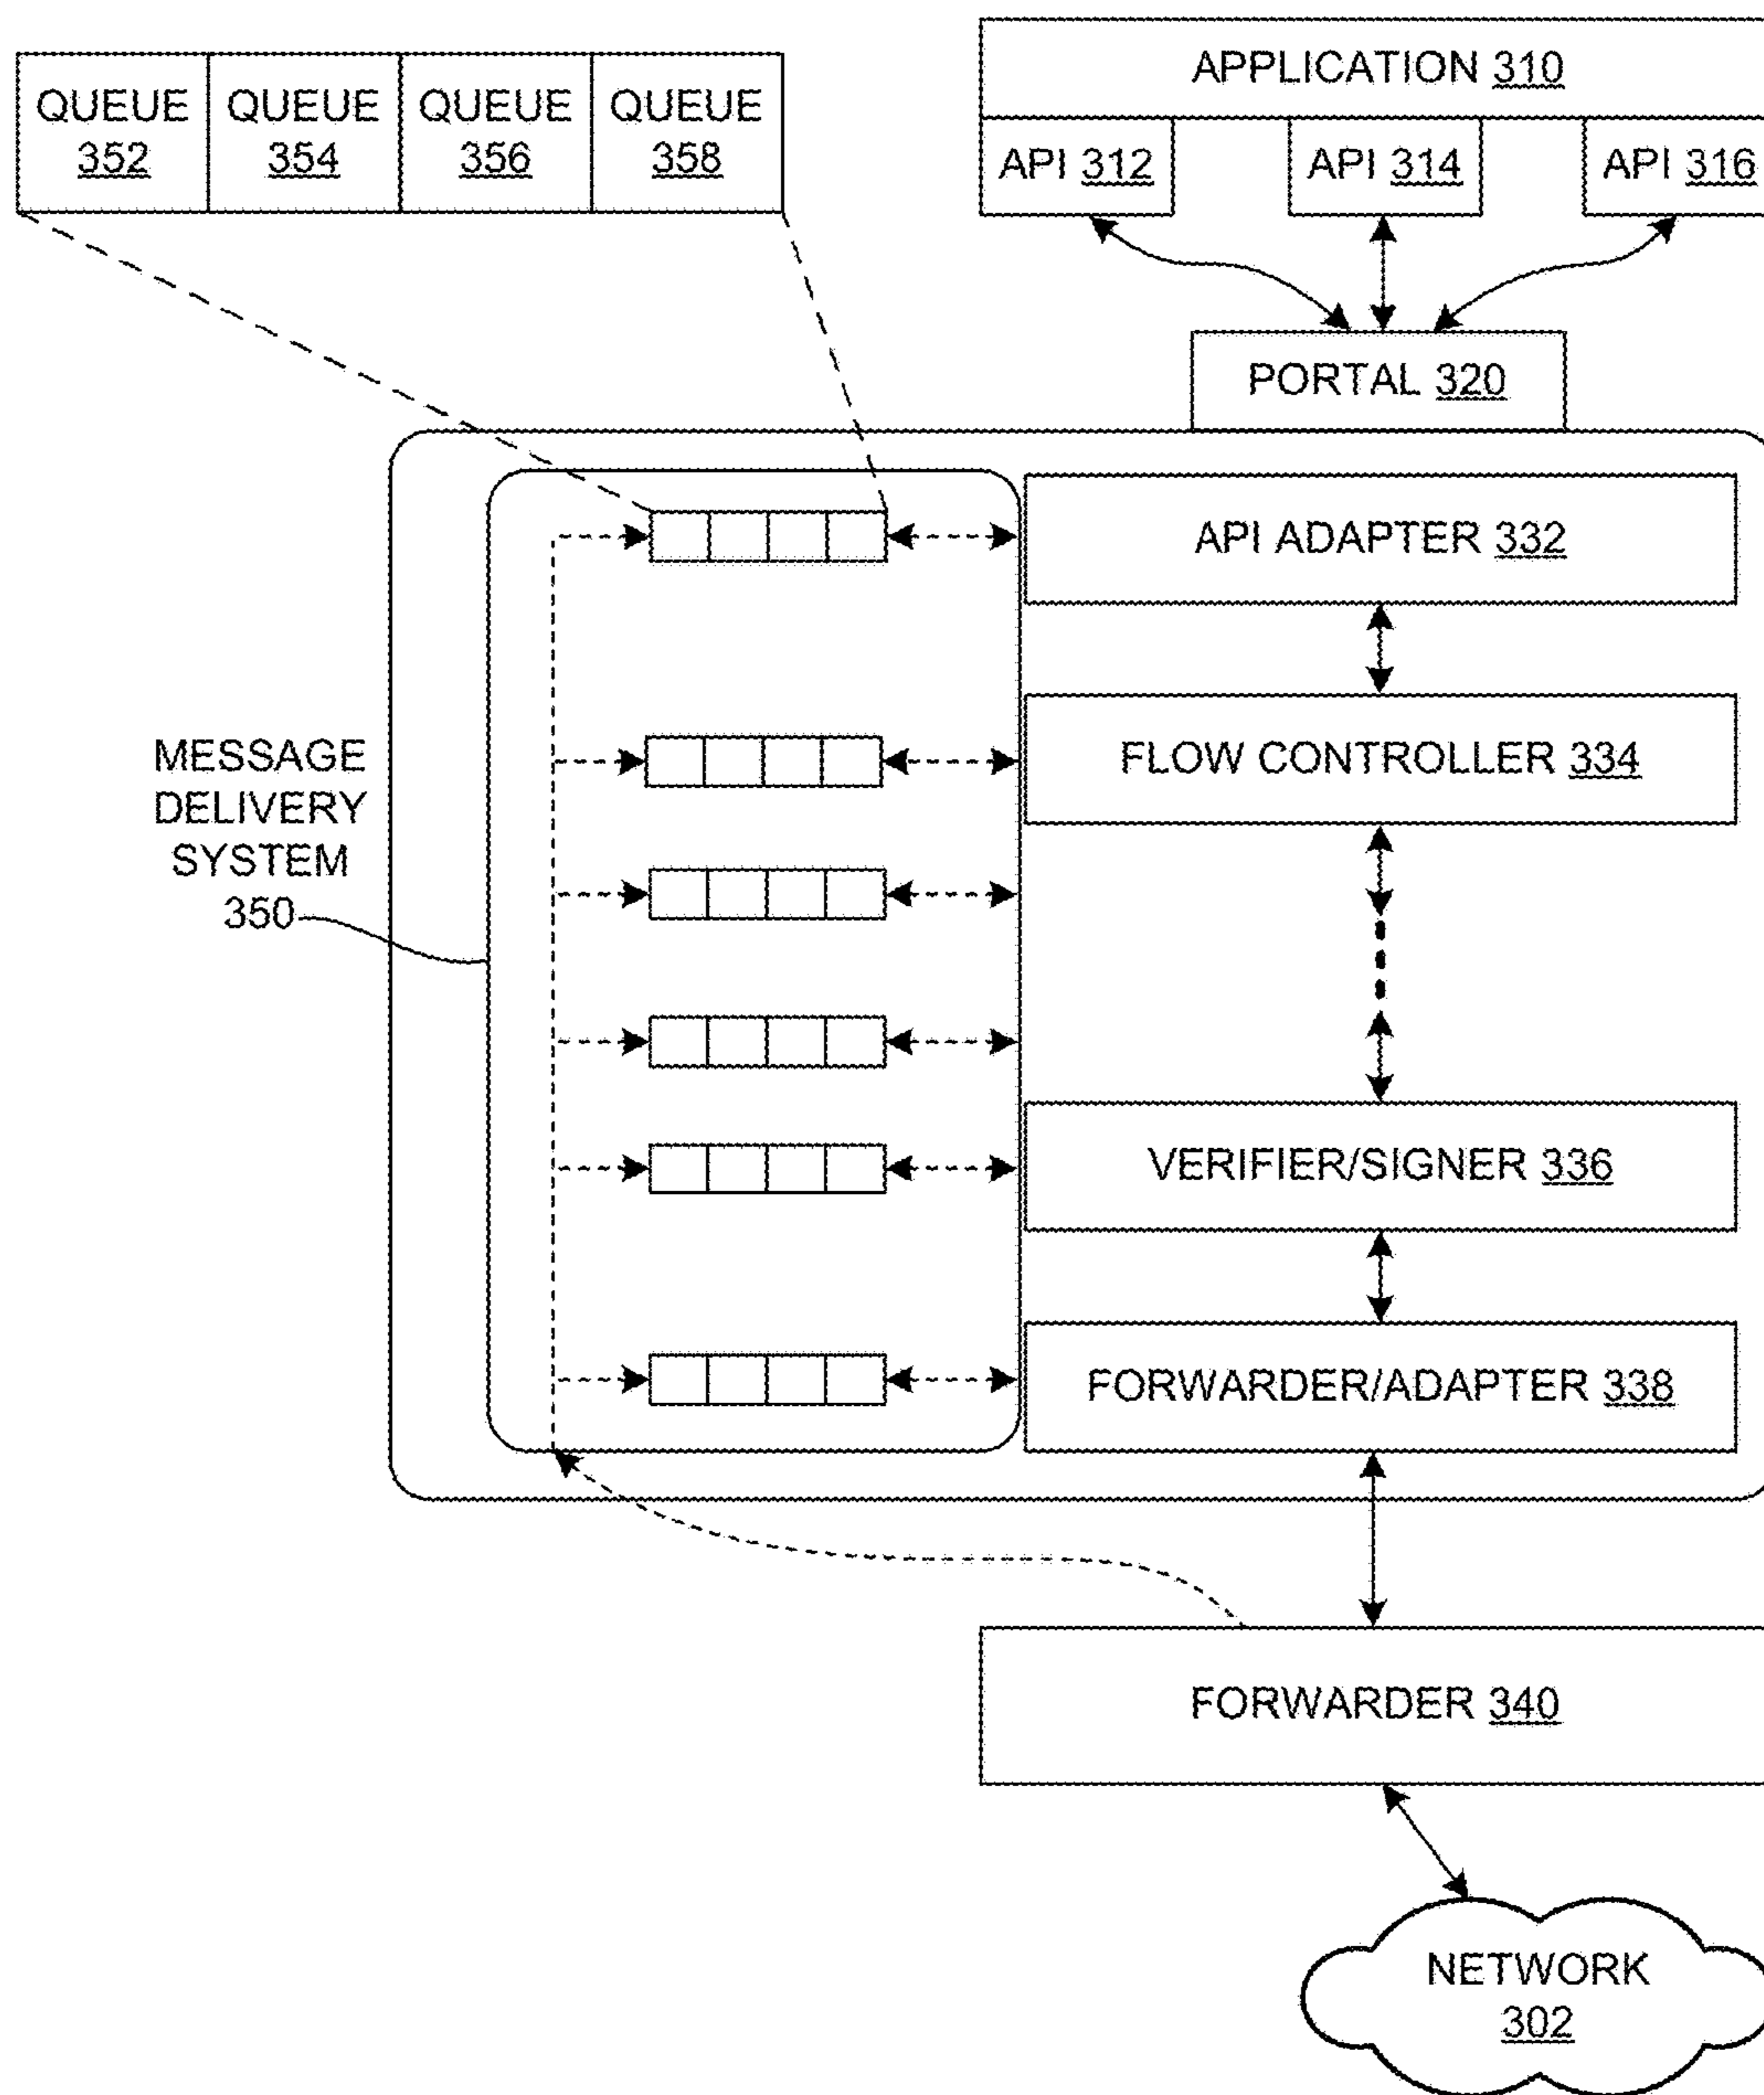 QUEUE
352
QUEUE
354
QUEUE
356
QUEUE
358
APPLICATION 310
API 312
API 314
API 316
PORTAL 320
API ADAPTER 332
FLOW CONTROLLER 334
MESSAGE
DELIVERY
SYSTEM
350
VERIFIER/SIGNER 336
FORWARDER/ADAPTER 338
FORWARDER 340
NETWORK
302